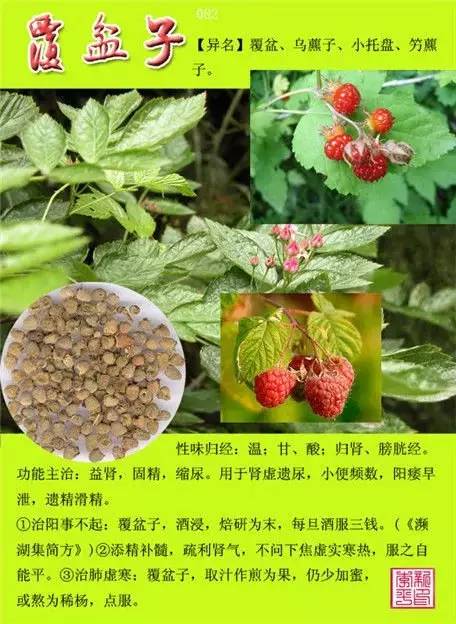 082
覆盆子
【异名】覆盆、乌藨子、小托盘、竻藨
子。
性味归经：温；甘、酸；归肾、膀胱经。
功能主治：益肾，固精，缩尿。用于肾虚遗尿，小便频数，阳痿早
泄，遗精滑精。
①治阳事不起：覆盆子，酒浸，焙研为末，每旦酒服三钱。(《濒
湖集简方》)②添精补髓，疏利肾气，不问下焦虚实寒热，服之自
能平。③治肺虚寒：覆盆子，取汁作煎为果，仍少加蜜，
或熬为稀杨，点服。